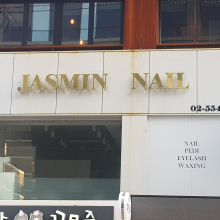 JASMIN NAIL
02-554
NAIL
PEDI
EYELASH
WAXING